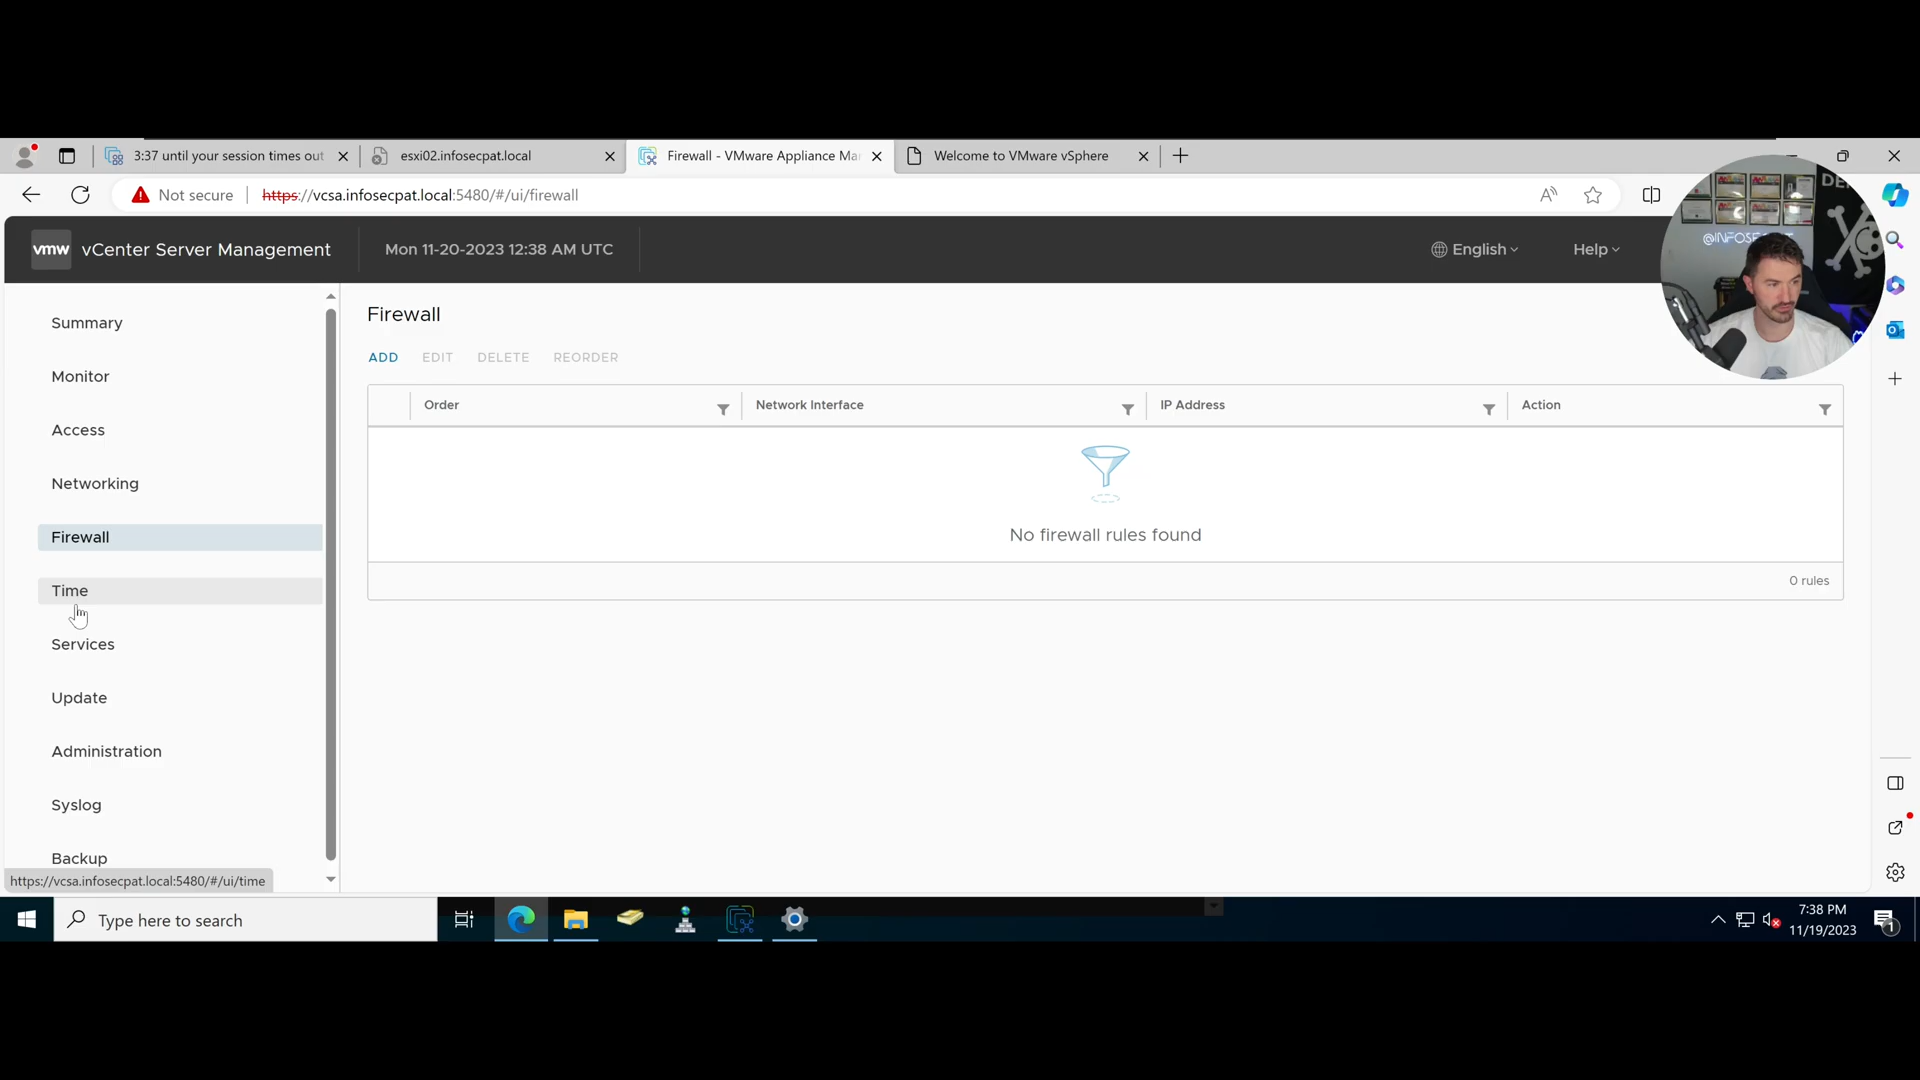 3:37 until your session times out
esxi02.infosecpat.local
Firewall - VMware Appliance Ma
Welcome to VMware vSphere
Not secure
https://vcsa.infosecpat.local:5480/#/ui/firewall
vmw
vCenter Server Management
Mon 11-20-2023 12:38 AM UTC
English
Help
@INFOSEC
Summary
Monitor
Access
Networking
Firewall
Time
Services
Update
Administration
Syslog
Backup
Firewall
ADD
EDIT
DELETE
REORDER
Order
Network Interface
IP Address
Action
No firewall rules found
0 rules
https://vcsa.infosecpat.local:5480/#/ui/time
Type here to search
7:38 PM
11/19/2023
1